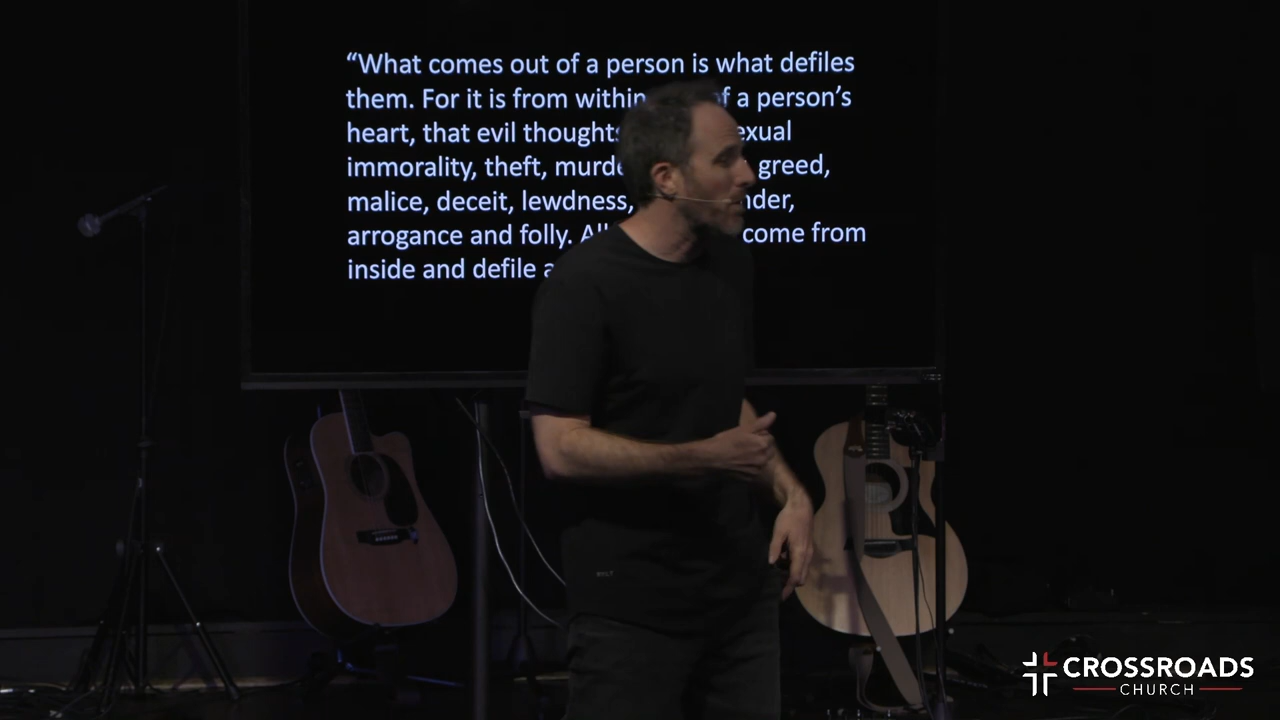 “What comes out of a person is what defiles
them. For it is from within of a person’s
heart, that evil thoughts sexual
immorality, theft, murde greed,
malice, deceit, lewdness, nder,
arrogance and folly. All come from
inside and defile a
CROSSROADS
CHURCH